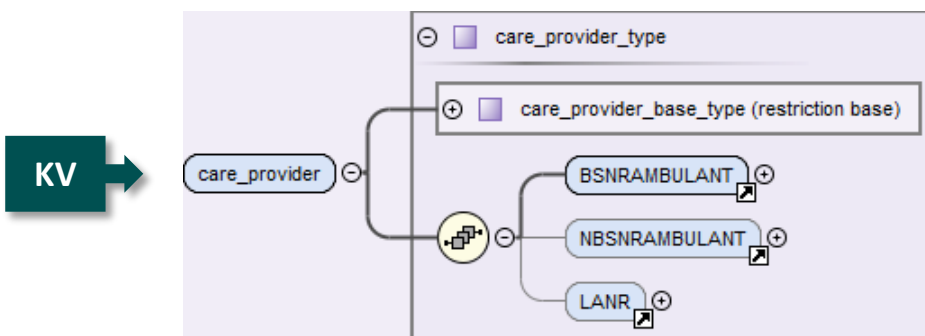 care_provider_type
care_provider_base_type (restriction base)
KV
care_provider
BSNRAMBULANT
NBSNRAMBULANT
LANR